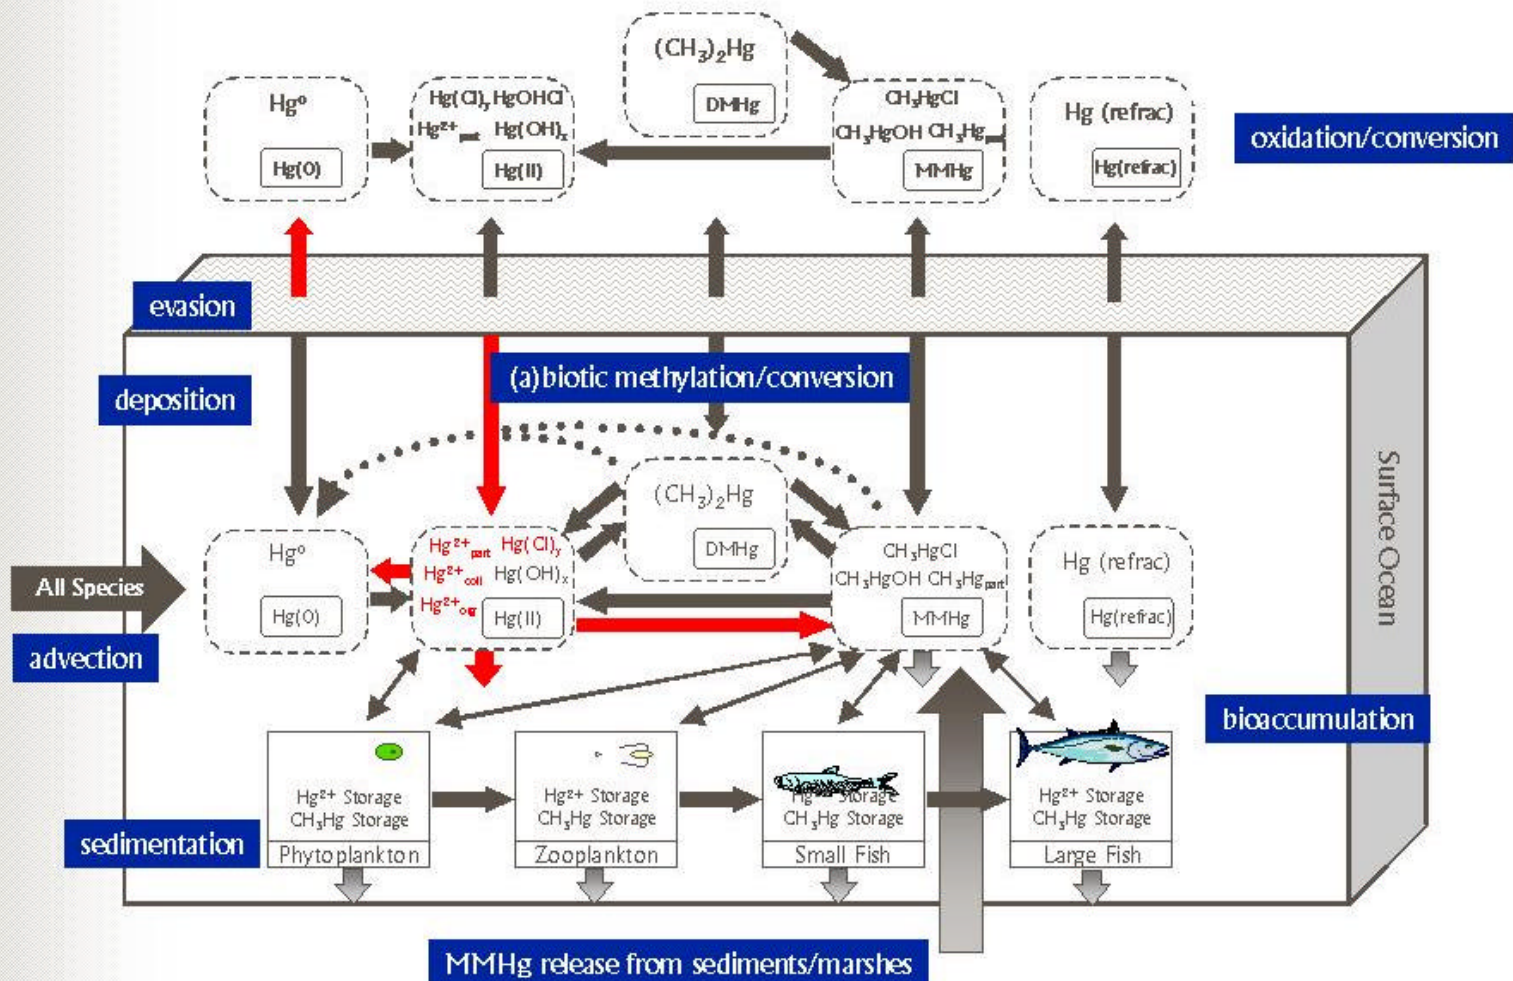 (CH₃)₂Hg
DMHg
Hg⁰
Hg(0)
Hg(Cl)y HgOHCl
Hg²⁺part Hg(OH)x
Hg(II)
CH₃HgCl
CH₃HgOH CH₃Hgpart
MMHg
Hg (refrac)
Hg(refrac)
oxidation/conversion
evasion
deposition
(a)biotic methylation/conversion
Surface Ocean
(CH₃)₂Hg
DMHg
All Species
advection
Hg⁰
Hg(0)
Hg²⁺part Hg(Cl)y
Hg²⁺coll Hg(OH)x
Hg²⁺org
Hg(II)
CH₃HgCl
CH₃HgOH CH₃Hgpart
MMHg
Hg (refrac)
Hg(refrac)
bioaccumulation
sedimentation
Hg²⁺ Storage
CH₃Hg Storage
Phytoplankton
Hg²⁺ Storage
CH₃Hg Storage
Zooplankton
Hg²⁺ Storage
CH₃Hg Storage
Small Fish
Hg²⁺ Storage
CH₃Hg Storage
Large Fish
MMHg release from sediments/marshes